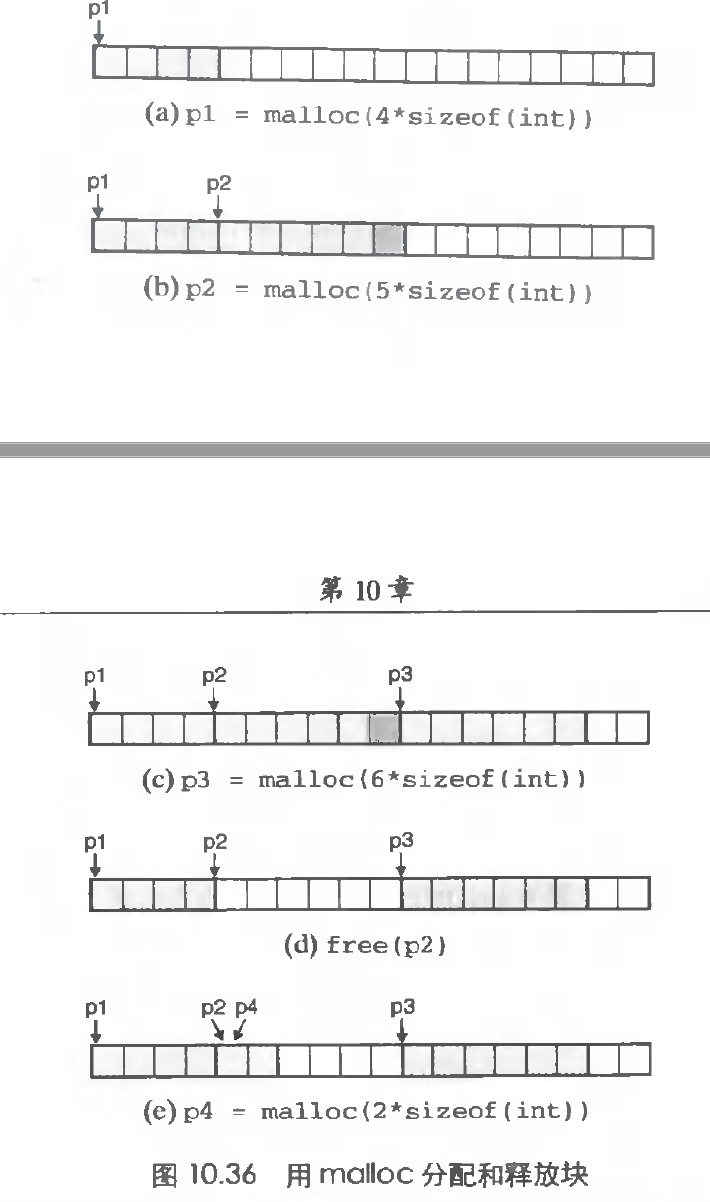 p1
(a) p1 = malloc(4*sizeof(int))
p1 p2
(b) p2 = malloc(5*sizeof(int))
第 10 章
p1 p2 p3
(c) p3 = malloc(6*sizeof(int))
p1 p2 p3
(d) free(p2)
p1 p2 p4 p3
(e) p4 = malloc(2*sizeof(int))
图 10.36 用 malloc 分配和释放块